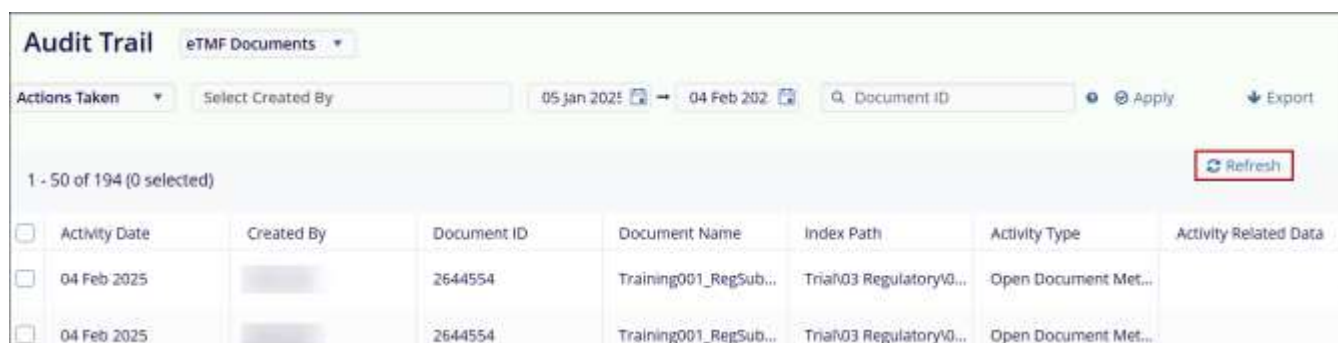 Audit Trail eTMF Documents
Actions Taken Select Created By 05 Jan 202 → 04 Feb 202 Document ID Apply Export
Refresh
1 - 50 of 194 (0 selected)
Activity Date Created By Document ID Document Name Index Path Activity Type Activity Related Data
04 Feb 2025 2644554 Training001_RegSub... Trial\03 Regulatory\0... Open Document Met...
04 Feb 2025 2644554 Training001_RegSub... Trial\03 Regulatory\0... Open Document Met...